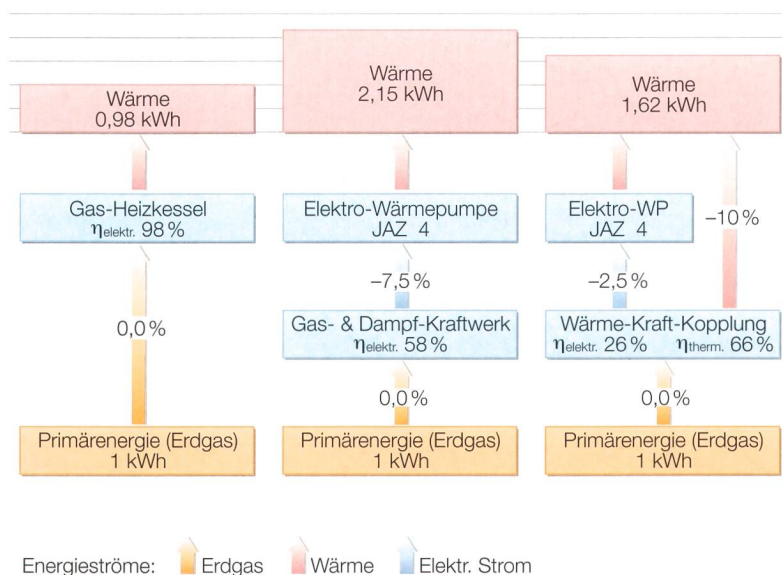 Wärme
0,98 kWh
Wärme
2,15 kWh
Wärme
1,62 kWh
Gas-Heizkessel
ηelektr. 98 %
Elektro-Wärmepumpe
JAZ 4
Elektro-WP
JAZ 4
–10 %
0,0 %
–7,5 %
–2,5 %
Gas- & Dampf-Kraftwerk
ηelektr. 58 %
Wärme-Kraft-Kopplung
ηelektr. 26 % ηtherm. 66 %
0,0 %
0,0 %
Primärenergie (Erdgas)
1 kWh
Primärenergie (Erdgas)
1 kWh
Primärenergie (Erdgas)
1 kWh
Energieströme: Erdgas Wärme Elektr. Strom